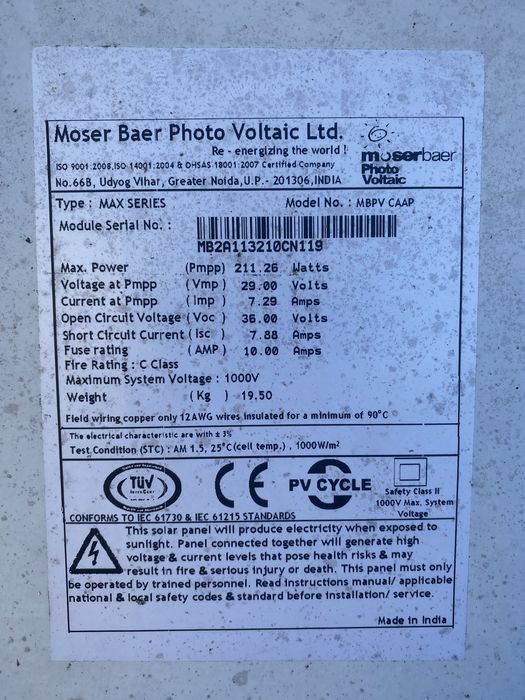 Moser Baer Photo Voltaic Ltd.
Re - energizing the world !
ISO 9001:2008,ISO 14001:2004 & OHSAS 18001:2007 Certified Company
No.66B, Udyog Vihar, Greater Noida,U.P.- 201306,INDIA
moserbaer
Photo
Voltaic
Type : MAX SERIES
Model No. : MBPV CAAP
Module Serial No. :
MB2A113210CN119
Max. Power (Pmpp) 211.26 Watts
Voltage at Pmpp (Vmp) 29.00 Volts
Current at Pmpp (Imp) 7.29 Amps
Open Circuit Voltage (Voc) 36.00 Volts
Short Circuit Current (Isc) 7.88 Amps
Fuse rating (AMP) 10.00 Amps
Fire Rating : C Class
Maximum System Voltage : 1000V
Weight (Kg) 19.50
Field wiring copper only 12AWG wires insulated for a minimum of 90°C
The electrical characteristic are with ± 3%
Test Condition (STC) : AM 1.5, 25°C(cell temp.), 1000W/m²
TÜV
CE
PV CYCLE
Safety Class II
1000V Max. System
Voltage
CONFORMS TO IEC 61730 & IEC 61215 STANDARDS
This solar panel will produce electricity when exposed to
sunlight. Panel connected together will generate high
voltage & current levels that pose health risks & may
result in fire & serious injury or death. This panel must only
be operated by trained personnel. Read instructions manual/ applicable
national & local safety codes & standard before installation/ service.
Made in India